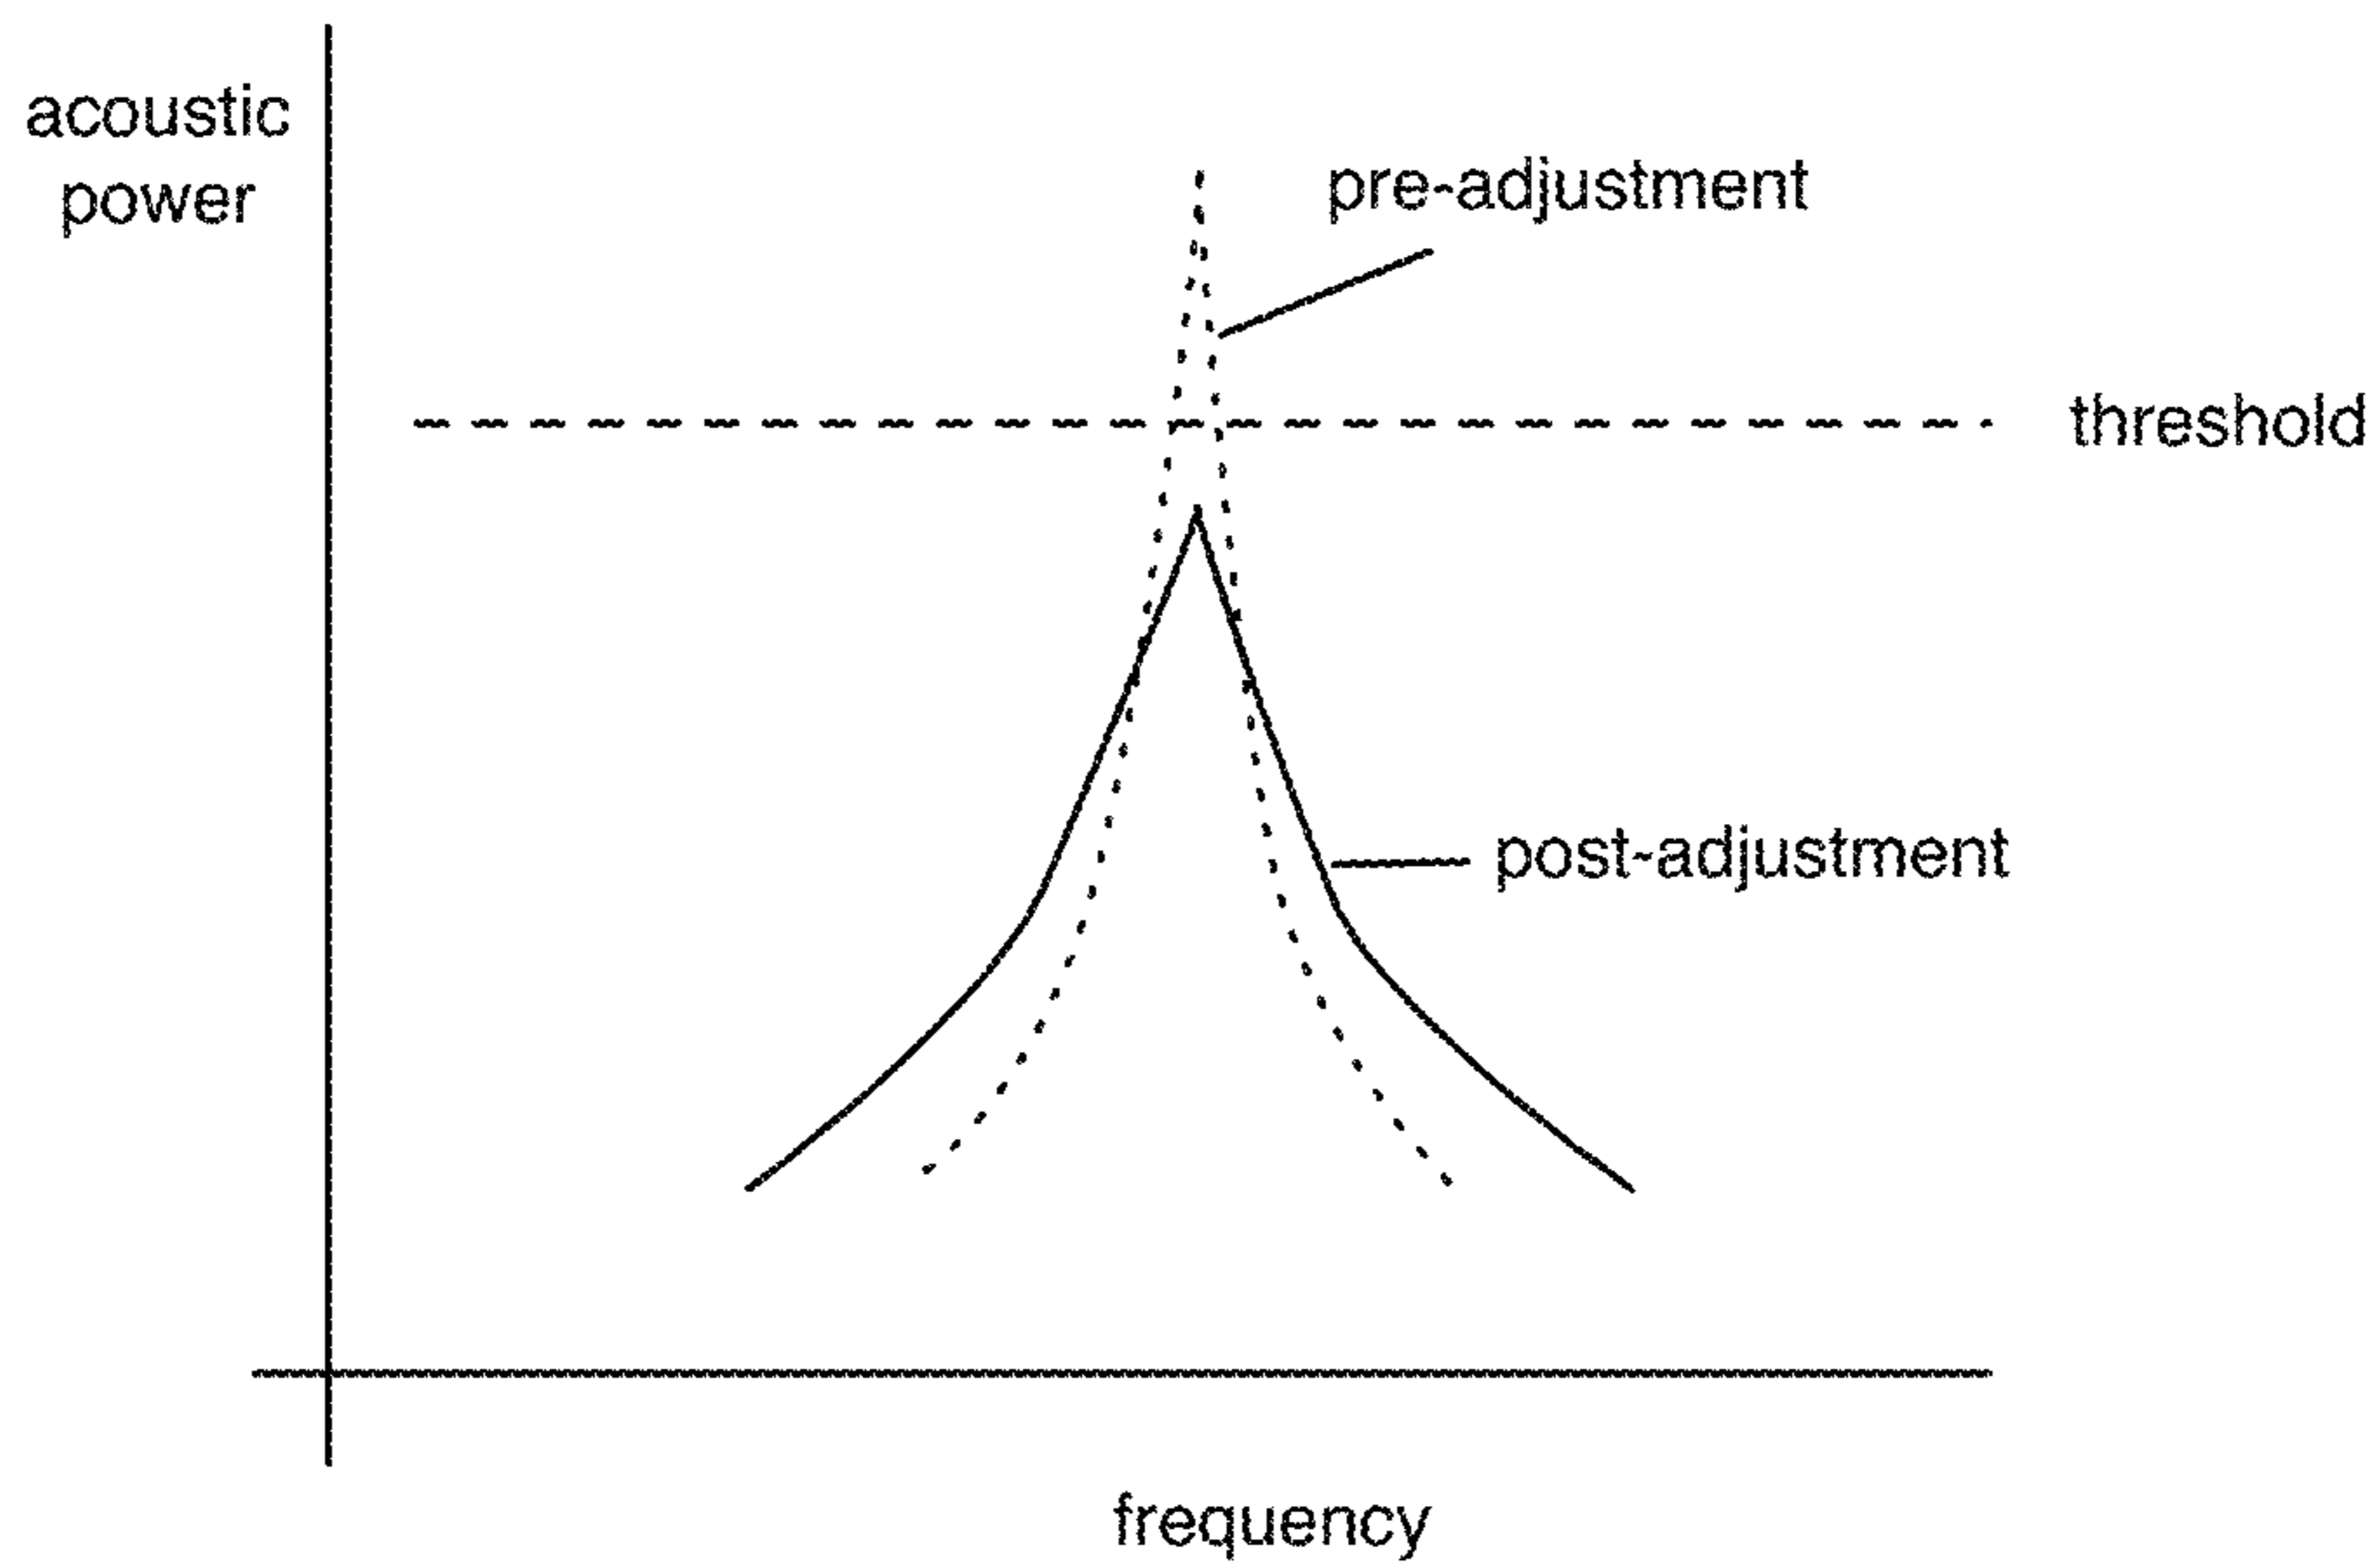 acoustic
power
pre-adjustment
threshold
post-adjustment
frequency